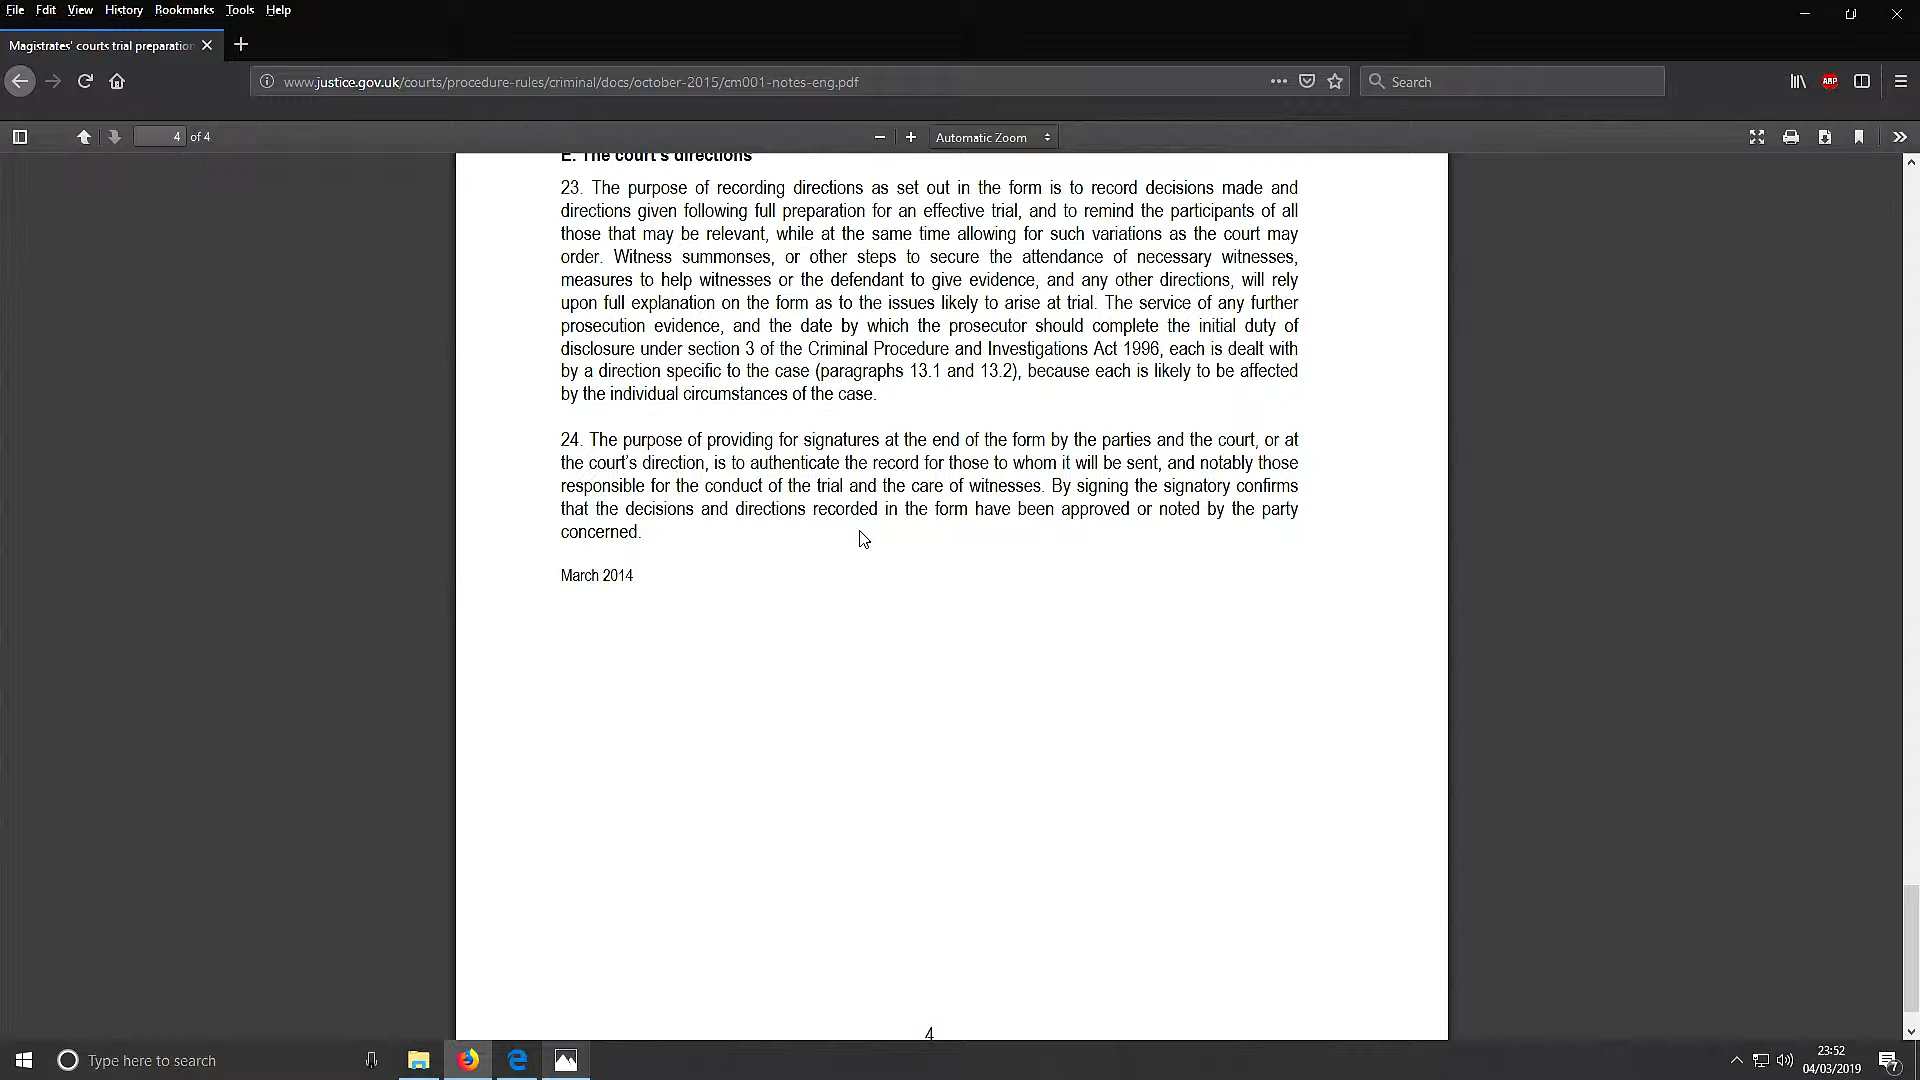 File Edit View History Bookmarks Tools Help
Magistrates' courts trial preparation
www.justice.gov.uk/courts/procedure-rules/criminal/docs/october-2015/cm001-notes-eng.pdf
Search
ABP
4 of 4
Automatic Zoom
E. The court's directions
23. The purpose of recording directions as set out in the form is to record decisions made and
directions given following full preparation for an effective trial, and to remind the participants of all
those that may be relevant, while at the same time allowing for such variations as the court may
order. Witness summonses, or other steps to secure the attendance of necessary witnesses,
measures to help witnesses or the defendant to give evidence, and any other directions, will rely
upon full explanation on the form as to the issues likely to arise at trial. The service of any further
prosecution evidence, and the date by which the prosecutor should complete the initial duty of
disclosure under section 3 of the Criminal Procedure and Investigations Act 1996, each is dealt with
by a direction specific to the case (paragraphs 13.1 and 13.2), because each is likely to be affected
by the individual circumstances of the case.
24. The purpose of providing for signatures at the end of the form by the parties and the court, or at
the court's direction, is to authenticate the record for those to whom it will be sent, and notably those
responsible for the conduct of the trial and the care of witnesses. By signing the signatory confirms
that the decisions and directions recorded in the form have been approved or noted by the party
concerned.
March 2014
4
Type here to search
23:52
04/03/2019
7